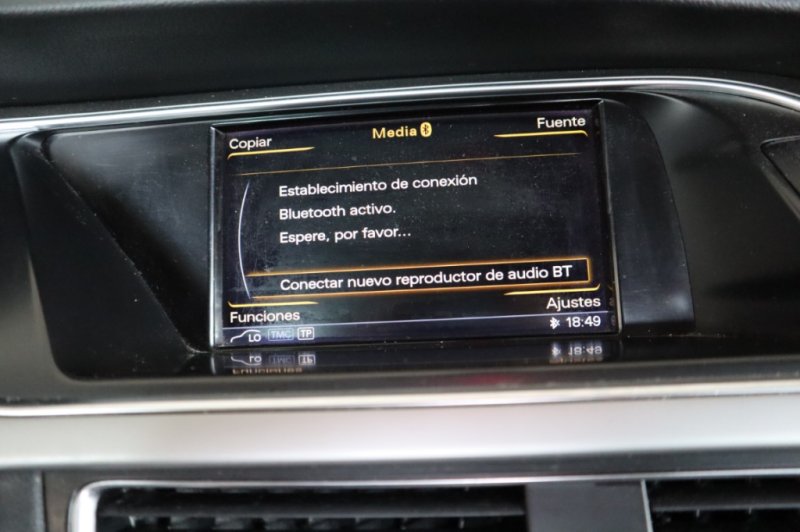 Copiar
Media
Fuente
Establecimiento de conexión
Bluetooth activo.
Espere, por favor...
Conectar nuevo reproductor de audio BT
Funciones
Ajustes
LO TMC TP
18:49